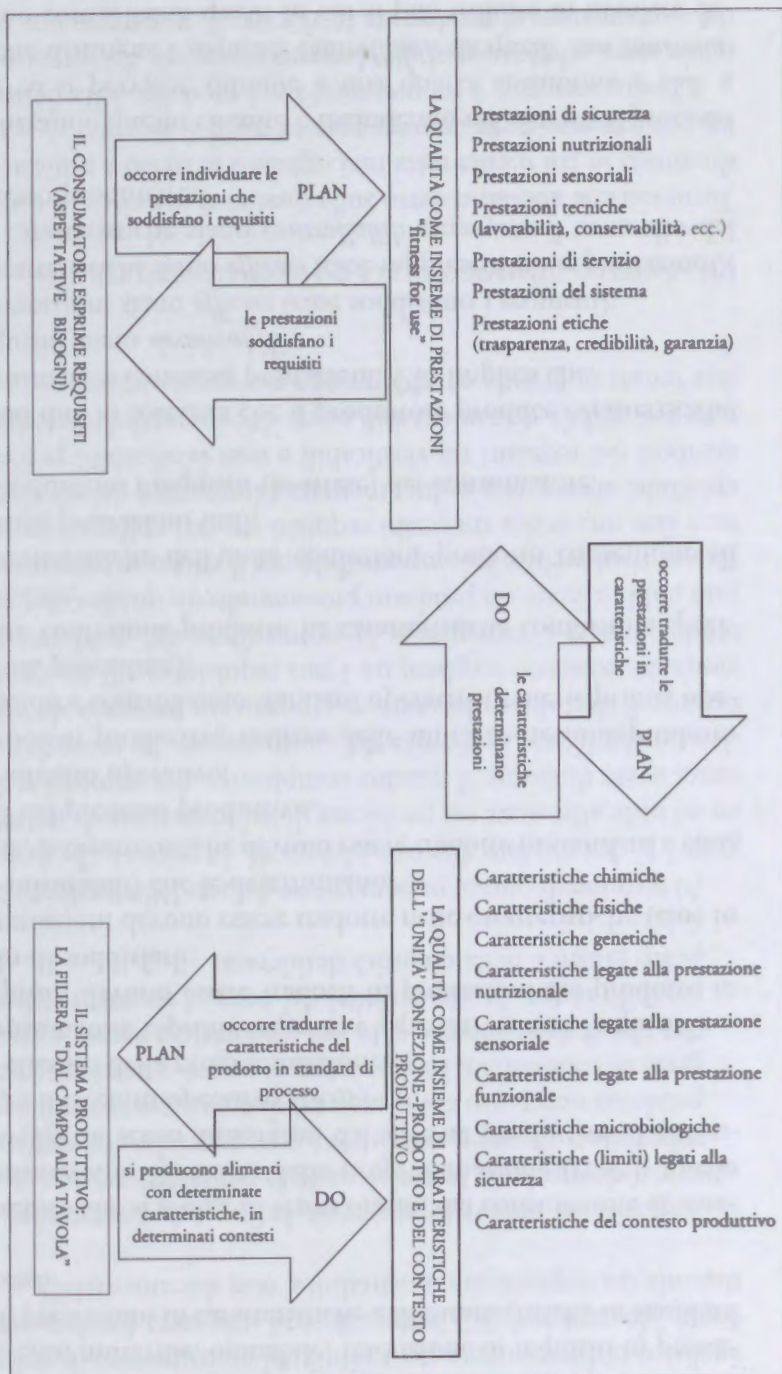 IL CONSUMATORE ESPRIME REQUISITI
(ASPETTATIVE BISOGNI)
occorre individuare le
prestazioni che
soddisfano i requisiti
PLAN
le prestazioni
soddisfano i
requisiti
LA QUALITÀ COME INSIEME DI PRESTAZIONI
"fitness for use"
Prestazioni di sicurezza
Prestazioni nutrizionali
Prestazioni sensoriali
Prestazioni tecniche
(lavorabilità, conservabilità, ecc.)
Prestazioni di servizio
Prestazioni del sistema
Prestazioni etiche
(trasparenza, credibilità, garanzia)
occorre tradurre le
prestazioni in
caratteristiche
PLAN
DO
le caratteristiche
determinano
prestazioni
LA QUALITÀ COME INSIEME DI CARATTERISTICHE
DELL'"UNITÀ" CONFEZIONE-PRODOTTO E DEL CONTESTO
PRODUTTIVO
Caratteristiche chimiche
Caratteristiche fisiche
Caratteristiche genetiche
Caratteristiche legate alla prestazione
nutrizionale
Caratteristiche legate alla prestazione
sensoriale
Caratteristiche legate alla prestazione
funzionale
Caratteristiche microbiologiche
Caratteristiche (limiti) legati alla
sicurezza
Caratteristiche del contesto produttivo
PLAN
occorre tradurre le
caratteristiche del
prodotto in standard di
processo
si producono alimenti
con determinate
caratteristiche, in
determinati contesti
DO
IL SISTEMA PRODUTTIVO:
LA FILIERA "DAL CAMPO ALLA TAVOLA"